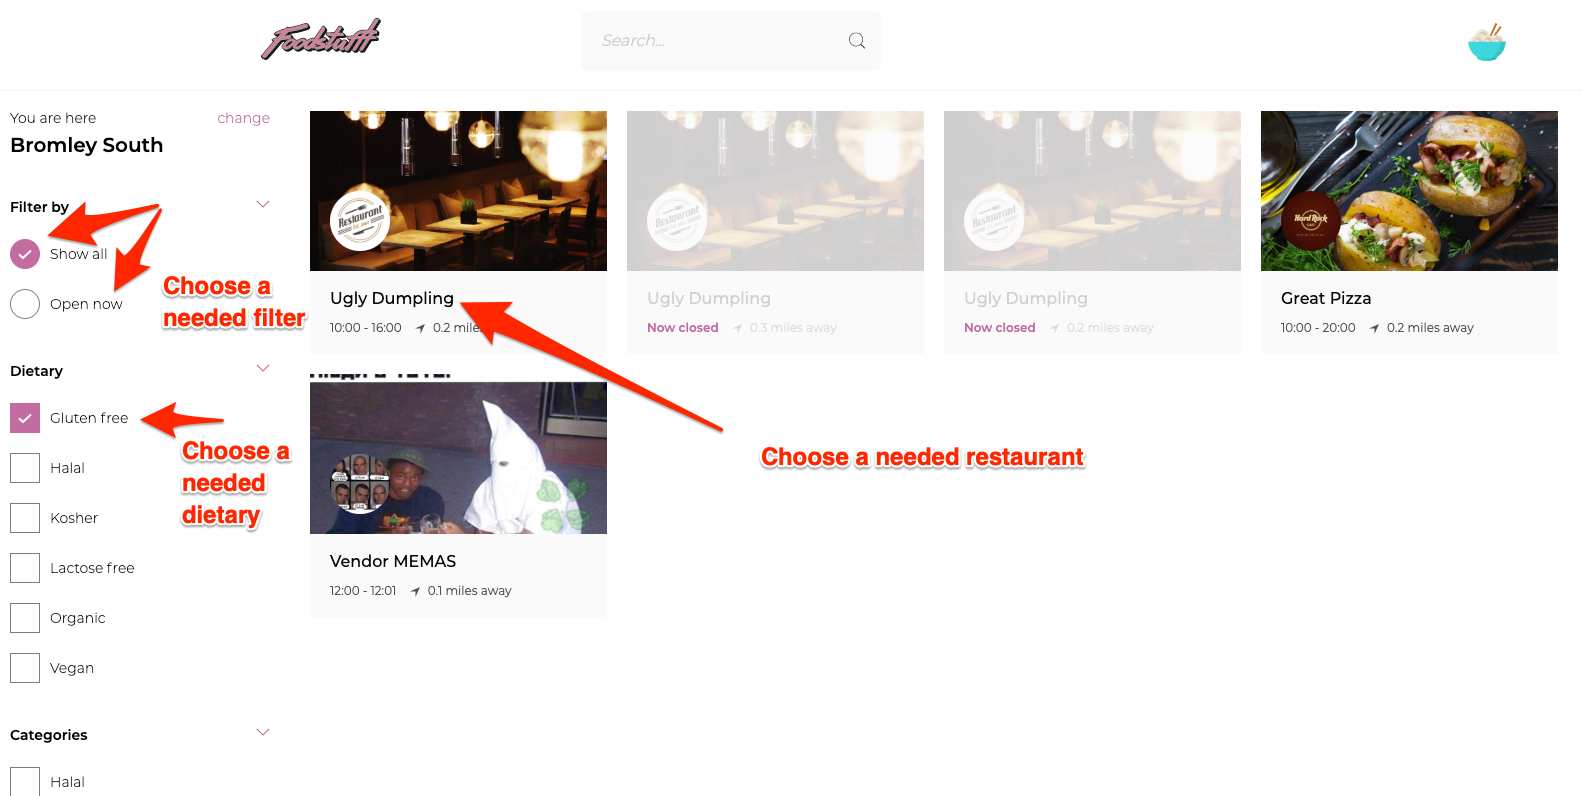 Foodstufff
Search...
You are here
change
Bromley South
Filter by
Show all
Open now
Choose a
needed filter
Dietary
Gluten free
Halal
Kosher
Lactose free
Organic
Vegan
Choose a
needed
dietary
Categories
Halal
Restaurant
Ugly Dumpling
10:00 - 16:00
0.2 miles
Restaurant
Ugly Dumpling
Now closed
0.3 miles away
Restaurant
Ugly Dumpling
Now closed
0.2 miles away
Hard Rock
CAFE
Great Pizza
10:00 - 20:00
0.2 miles away
Choose a needed restaurant
Vendor MEMAS
12:00 - 12:01
0.1 miles away